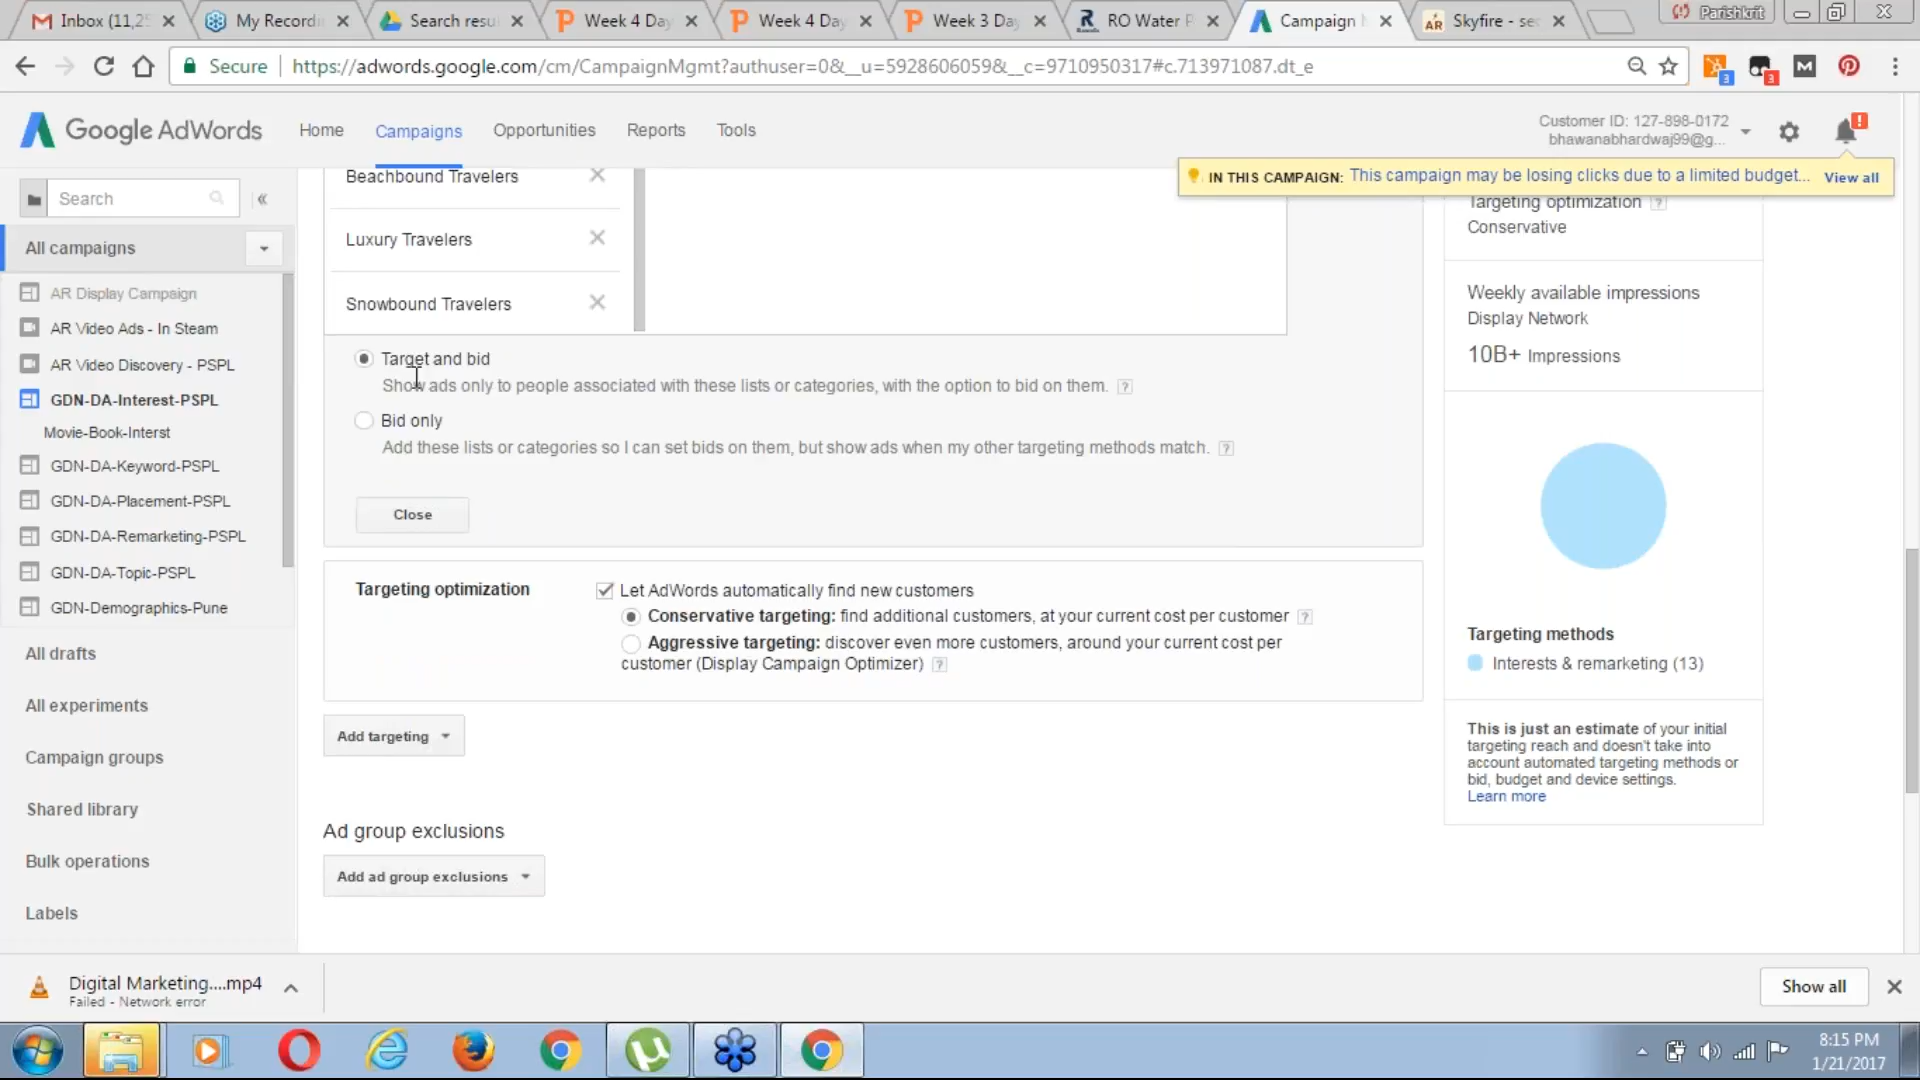 Inbox (11,25
My Recordi
Search resu
Week 4 Day
Week 4 Day
Week 3 Day
RO Water P
Campaign M
Skyfire - sec
Parishkrit
Secure
https://adwords.google.com/cm/CampaignMgmt?authuser=0&__u=5928606059&__c=9710950317#c.713971087.dt_e
3
3
Google AdWords
Home
Campaigns
Opportunities
Reports
Tools
Customer ID: 127-898-0172
bhawanabhardwaj99@g...
IN THIS CAMPAIGN: This campaign may be losing clicks due to a limited budget... View all
Search
«
All campaigns
AR Display Campaign
AR Video Ads - In Steam
AR Video Discovery - PSPL
GDN-DA-Interest-PSPL
Movie-Book-Interst
GDN-DA-Keyword-PSPL
GDN-DA-Placement-PSPL
GDN-DA-Remarketing-PSPL
GDN-DA-Topic-PSPL
GDN-Demographics-Pune
All drafts
All experiments
Campaign groups
Shared library
Bulk operations
Labels
Beachbound Travelers
Luxury Travelers
Snowbound Travelers
Target and bid
Show ads only to people associated with these lists or categories, with the option to bid on them. ?
Bid only
Add these lists or categories so I can set bids on them, but show ads when my other targeting methods match. ?
Close
Targeting optimization
Let AdWords automatically find new customers
Conservative targeting: find additional customers, at your current cost per customer ?
Aggressive targeting: discover even more customers, around your current cost per
customer (Display Campaign Optimizer) ?
Add targeting
Ad group exclusions
Add ad group exclusions
Targeting optimization ?
Conservative
Weekly available impressions
Display Network
10B+ Impressions
Targeting methods
Interests & remarketing (13)
This is just an estimate of your initial
targeting reach and doesn't take into
account automated targeting methods or
bid, budget and device settings.
Learn more
Digital Marketing....mp4
Failed - Network error
Show all
8:15 PM
1/21/2017